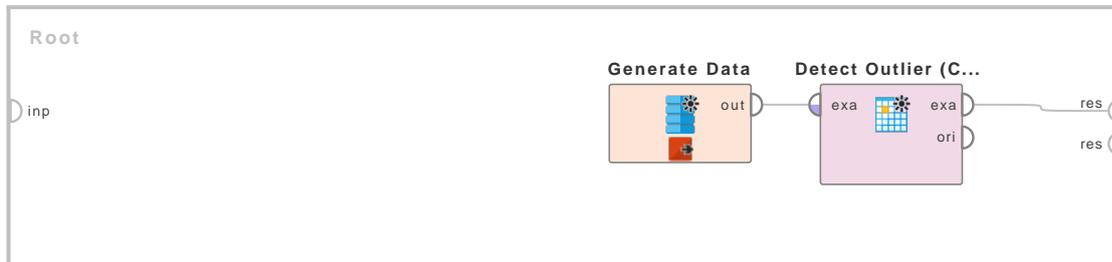 Root
Generate Data
Detect Outlier (C...
inp
out
exa
exa
res
ori
res